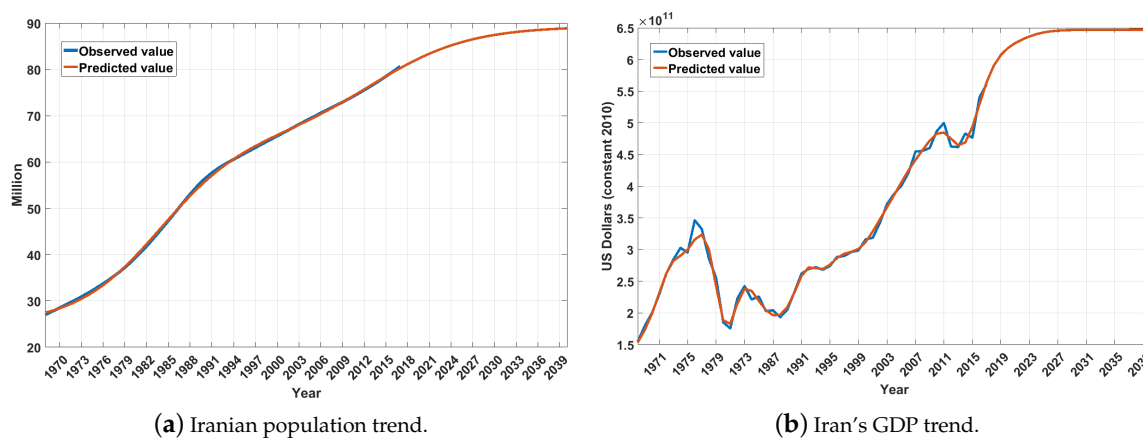 90
80
70
60
50
40
30
20
Million
Observed value
Predicted value
1970 1973 1976 1979 1982 1985 1988 1991 1994 1997 2000 2003 2006 2009 2012 2015 2018 2021 2024 2027 2030 2033 2036 2039
Year
(a) Iranian population trend.
×10^11
6.5
6
5.5
5
4.5
4
3.5
3
2.5
2
1.5
US Dollars (constant 2010)
Observed value
Predicted value
1971 1975 1979 1973 1987 1991 1995 1999 2003 2007 2011 2015 2019 2023 2027 2031 2035
Year
(b) Iran's GDP trend.